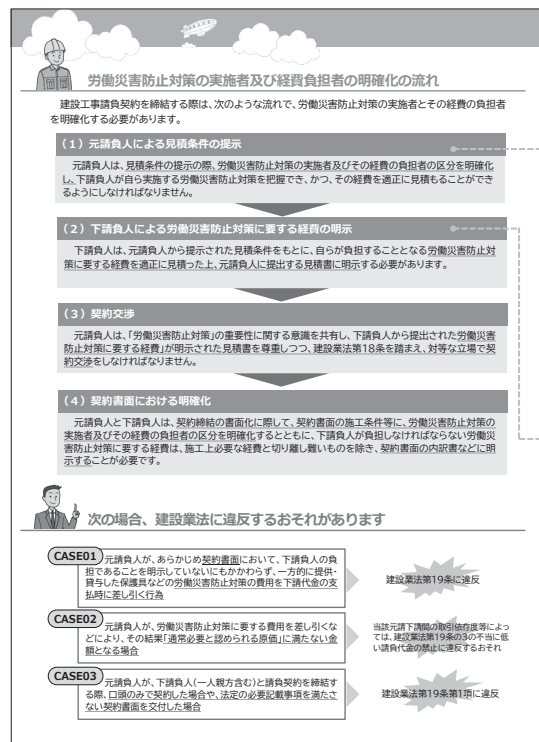 労働災害防止対策の実施者及び経費負担者の明確化の流れ
建設工事請負契約を締結する際は、次のような流れで、労働災害防止対策の実施者とその経費の負担者
を明確化する必要があります。
（1）元請負人による見積条件の提示
元請負人は、見積条件の提示の際、労働災害防止対策の実施者及びその経費の負担者の区分を明確化
し、下請負人が自ら実施する労働災害防止対策を把握でき、かつ、その経費を適正に見積もることができ
るようにしなければなりません。
（2）下請負人による労働災害防止対策に要する経費の明示
下請負人は、元請負人から提示された見積条件をもとに、自らが負担することとなる労働災害防止対
策に要する経費を適正に見積った上、元請負人に提出する見積書に明示する必要があります。
（3）契約交渉
元請負人は、「労働災害防止対策」の重要性に関する意識を共有し、下請負人から提出された労働災害
防止対策に要する経費」が明示された見積書を尊重しつつ、建設業法第18条を踏まえ、対等な立場で契
約交渉をしなければなりません。
（4）契約書面における明確化
元請負人と下請負人は、契約締結の書面化に際して、契約書面の施工条件等に、労働災害防止対策の
実施者及びその経費の負担者の区分を明確化するとともに、下請負人が負担しなければならない労働災
害防止対策に要する経費は、施工上必要な経費と切り離し難いものを除き、契約書面の内訳書などに明
示することが必要です。
次の場合、建設業法に違反するおそれがあります
CASE01
元請負人が、あらかじめ契約書面において、下請負人の負
担であることを明示していないにもかかわらず、一方的に提供・
貸与した保護具などの労働災害防止対策の費用を下請代金の支
払時に差し引く行為
建設業法第19条に違反
CASE02
元請負人が、労働災害防止対策に要する費用を差し引くな
どにより、その結果「通常必要と認められる原価」に満たない金
額となる場合
当該元請下請間の取引依存度等によっ
ては、建設業法第19条の3の不当に低
い請負代金の禁止に違反するおそれ
CASE03
元請負人が、下請負人（一人親方含む）と請負契約を締結す
る際、口頭のみで契約した場合や、法定の必要記載事項を満たさ
ない契約書面を交付した場合
建設業法第19条第1項に違反